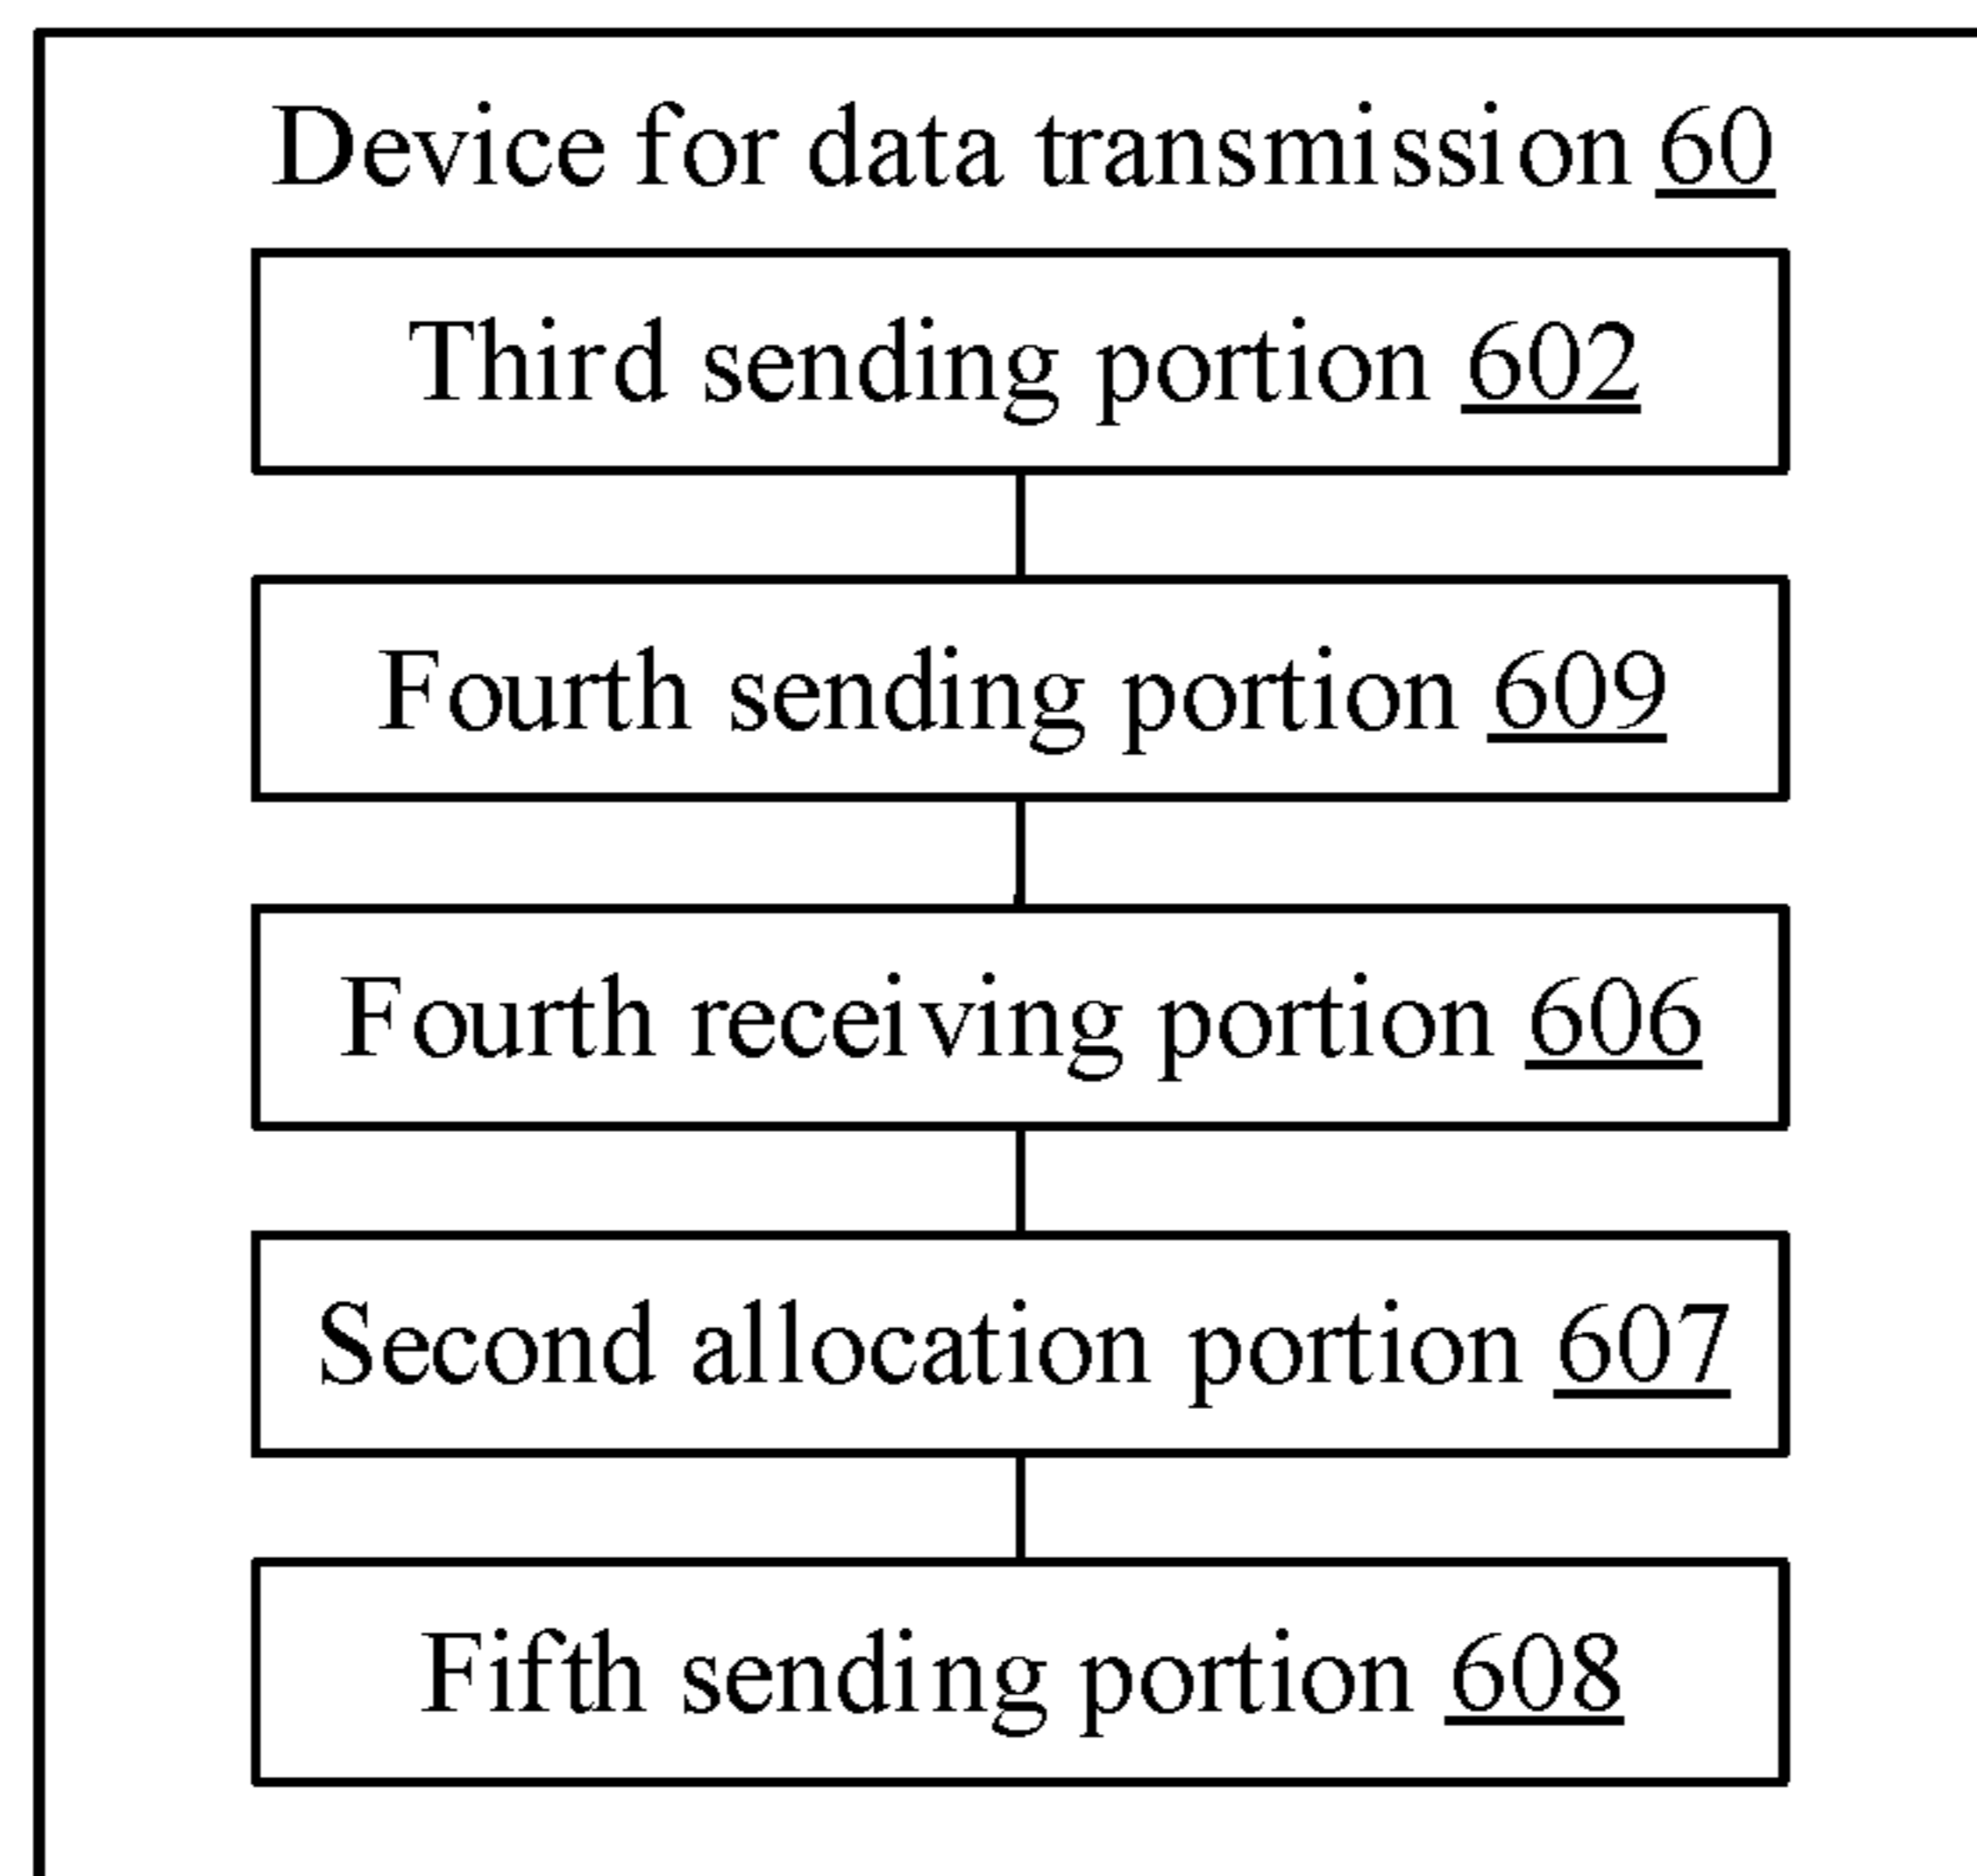 Device for data transmission 60
Third sending portion 602
Fourth sending portion 609
Fourth receiving portion 606
Second allocation portion 607
Fifth sending portion 608